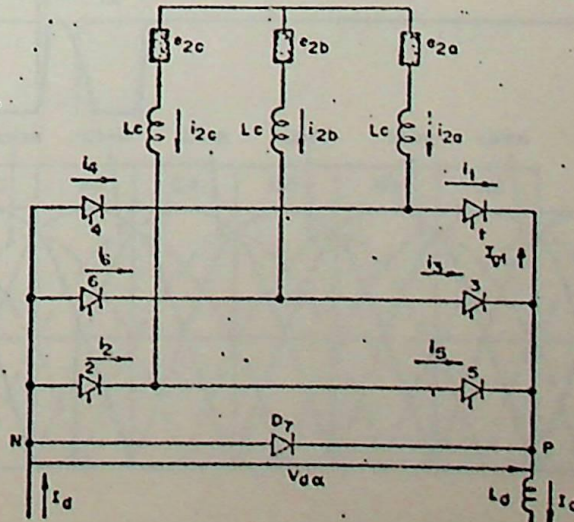 e2c e2b e2a
Lc i2c Lc i2b Lc i2a
i4 i1
4 1
i6 i3
6 3
i2 i5
2 5
D7
N P
Vdα
Id Ld Id